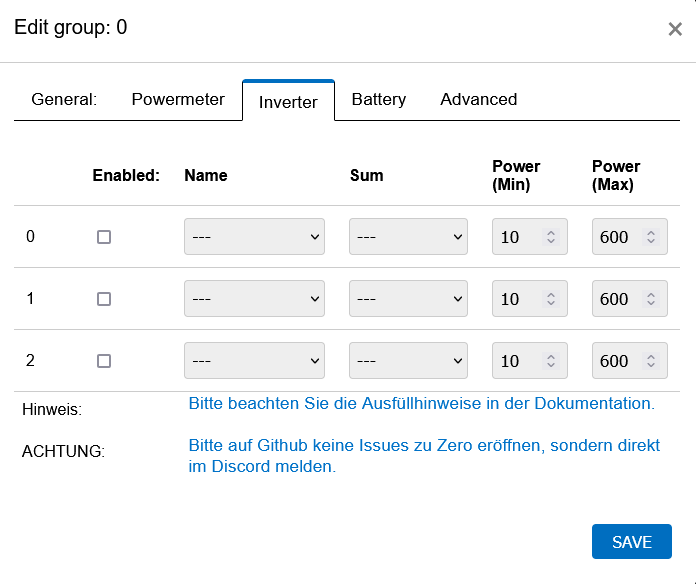 Edit group: 0 ×
General: Powermeter Inverter Battery Advanced
Enabled: Name Sum Power (Min) Power (Max)
0 --- --- 10 600
1 --- --- 10 600
2 --- --- 10 600
Hinweis: Bitte beachten Sie die Ausfüllhinweise in der Dokumentation.
ACHTUNG: Bitte auf Github keine Issues zu Zero eröffnen, sondern direkt
im Discord melden.
SAVE